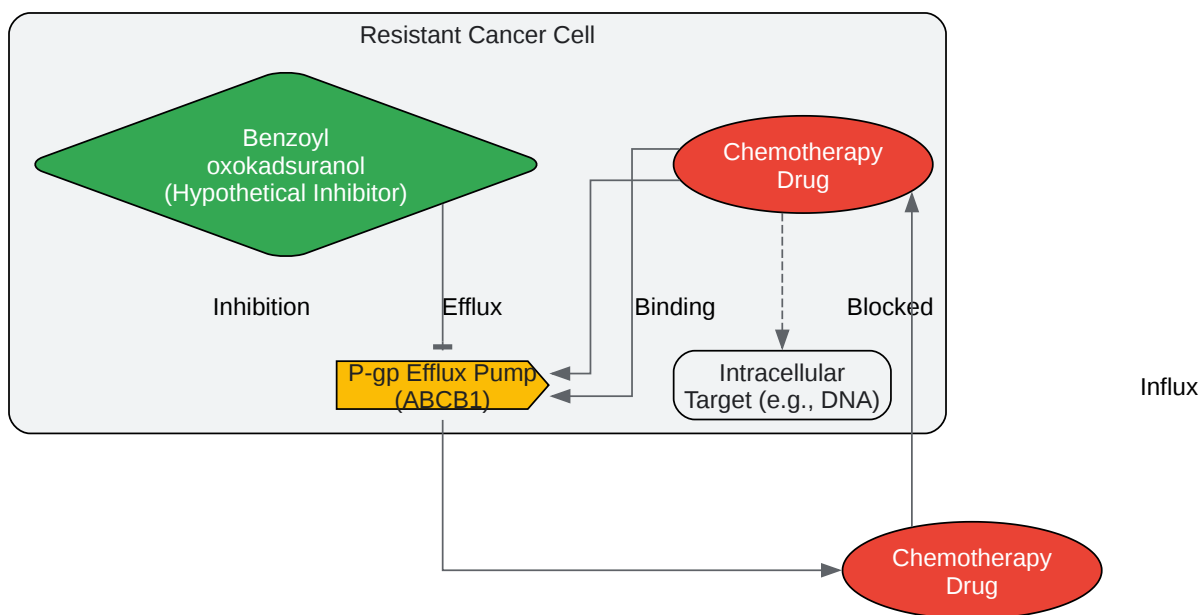 Resistant Cancer Cell
Benzoyl
oxokadsuranol
(Hypothetical Inhibitor)
Chemotherapy
Drug
Inhibition
Efflux
Binding
Blocked
P-gp Efflux Pump
(ABCB1)
Intracellular
Target (e.g., DNA)
Influx
Chemotherapy
Drug